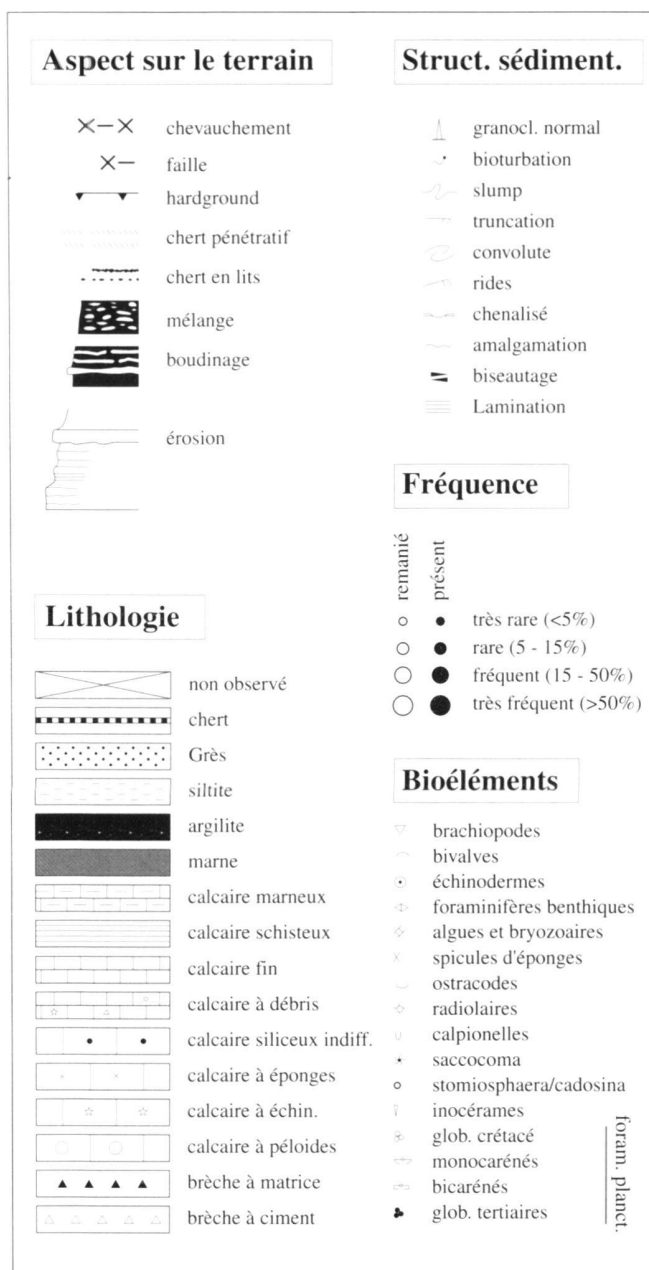 Aspect sur le terrain
chevauchement
faille
hardground
chert pénétratif
chert en lits
mélange
boudinage
érosion
Lithologie
non observé
chert
Grès
siltite
argilite
marne
calcaire marneux
calcaire schisteux
calcaire fin
calcaire à débris
calcaire siliceux indiff.
calcaire à éponges
calcaire à échin.
calcaire à péloides
brèche à matrice
brèche à ciment
Struct. sédiment.
granocl. normal
bioturbation
slump
truncation
convolute
rides
chenalisé
amalgamation
biseautage
Lamination
Fréquence
remanié
présent
très rare (<5%)
rare (5 - 15%)
fréquent (15 - 50%)
très fréquent (>50%)
Bioéléments
brachiopodes
bivalves
échinodermes
foraminifères benthiques
algues et bryozoaires
spicules d'éponges
ostracodes
radiolaires
calpionelles
saccocoma
stomiosphaera/cadosina
inocérames
glob. crétacé
monocarénés
bicarénés
glob. tertiaires
foram. planct.